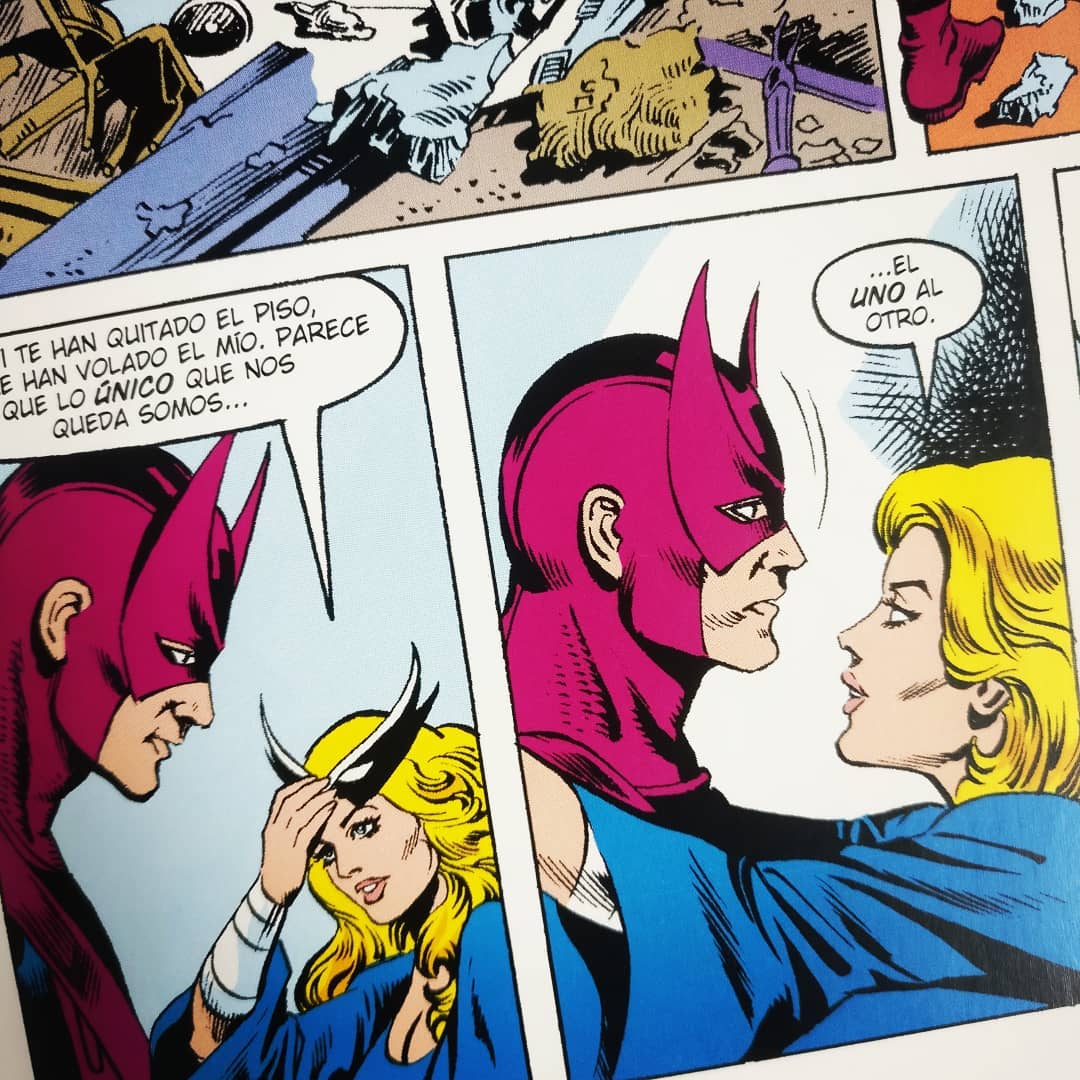 TE HAN QUITADO EL PISO,
HAN VOLADO EL MÍO. PARECE
QUE LO ÚNICO QUE NOS
QUEDA SOMOS...
...EL
UNO AL
OTRO.